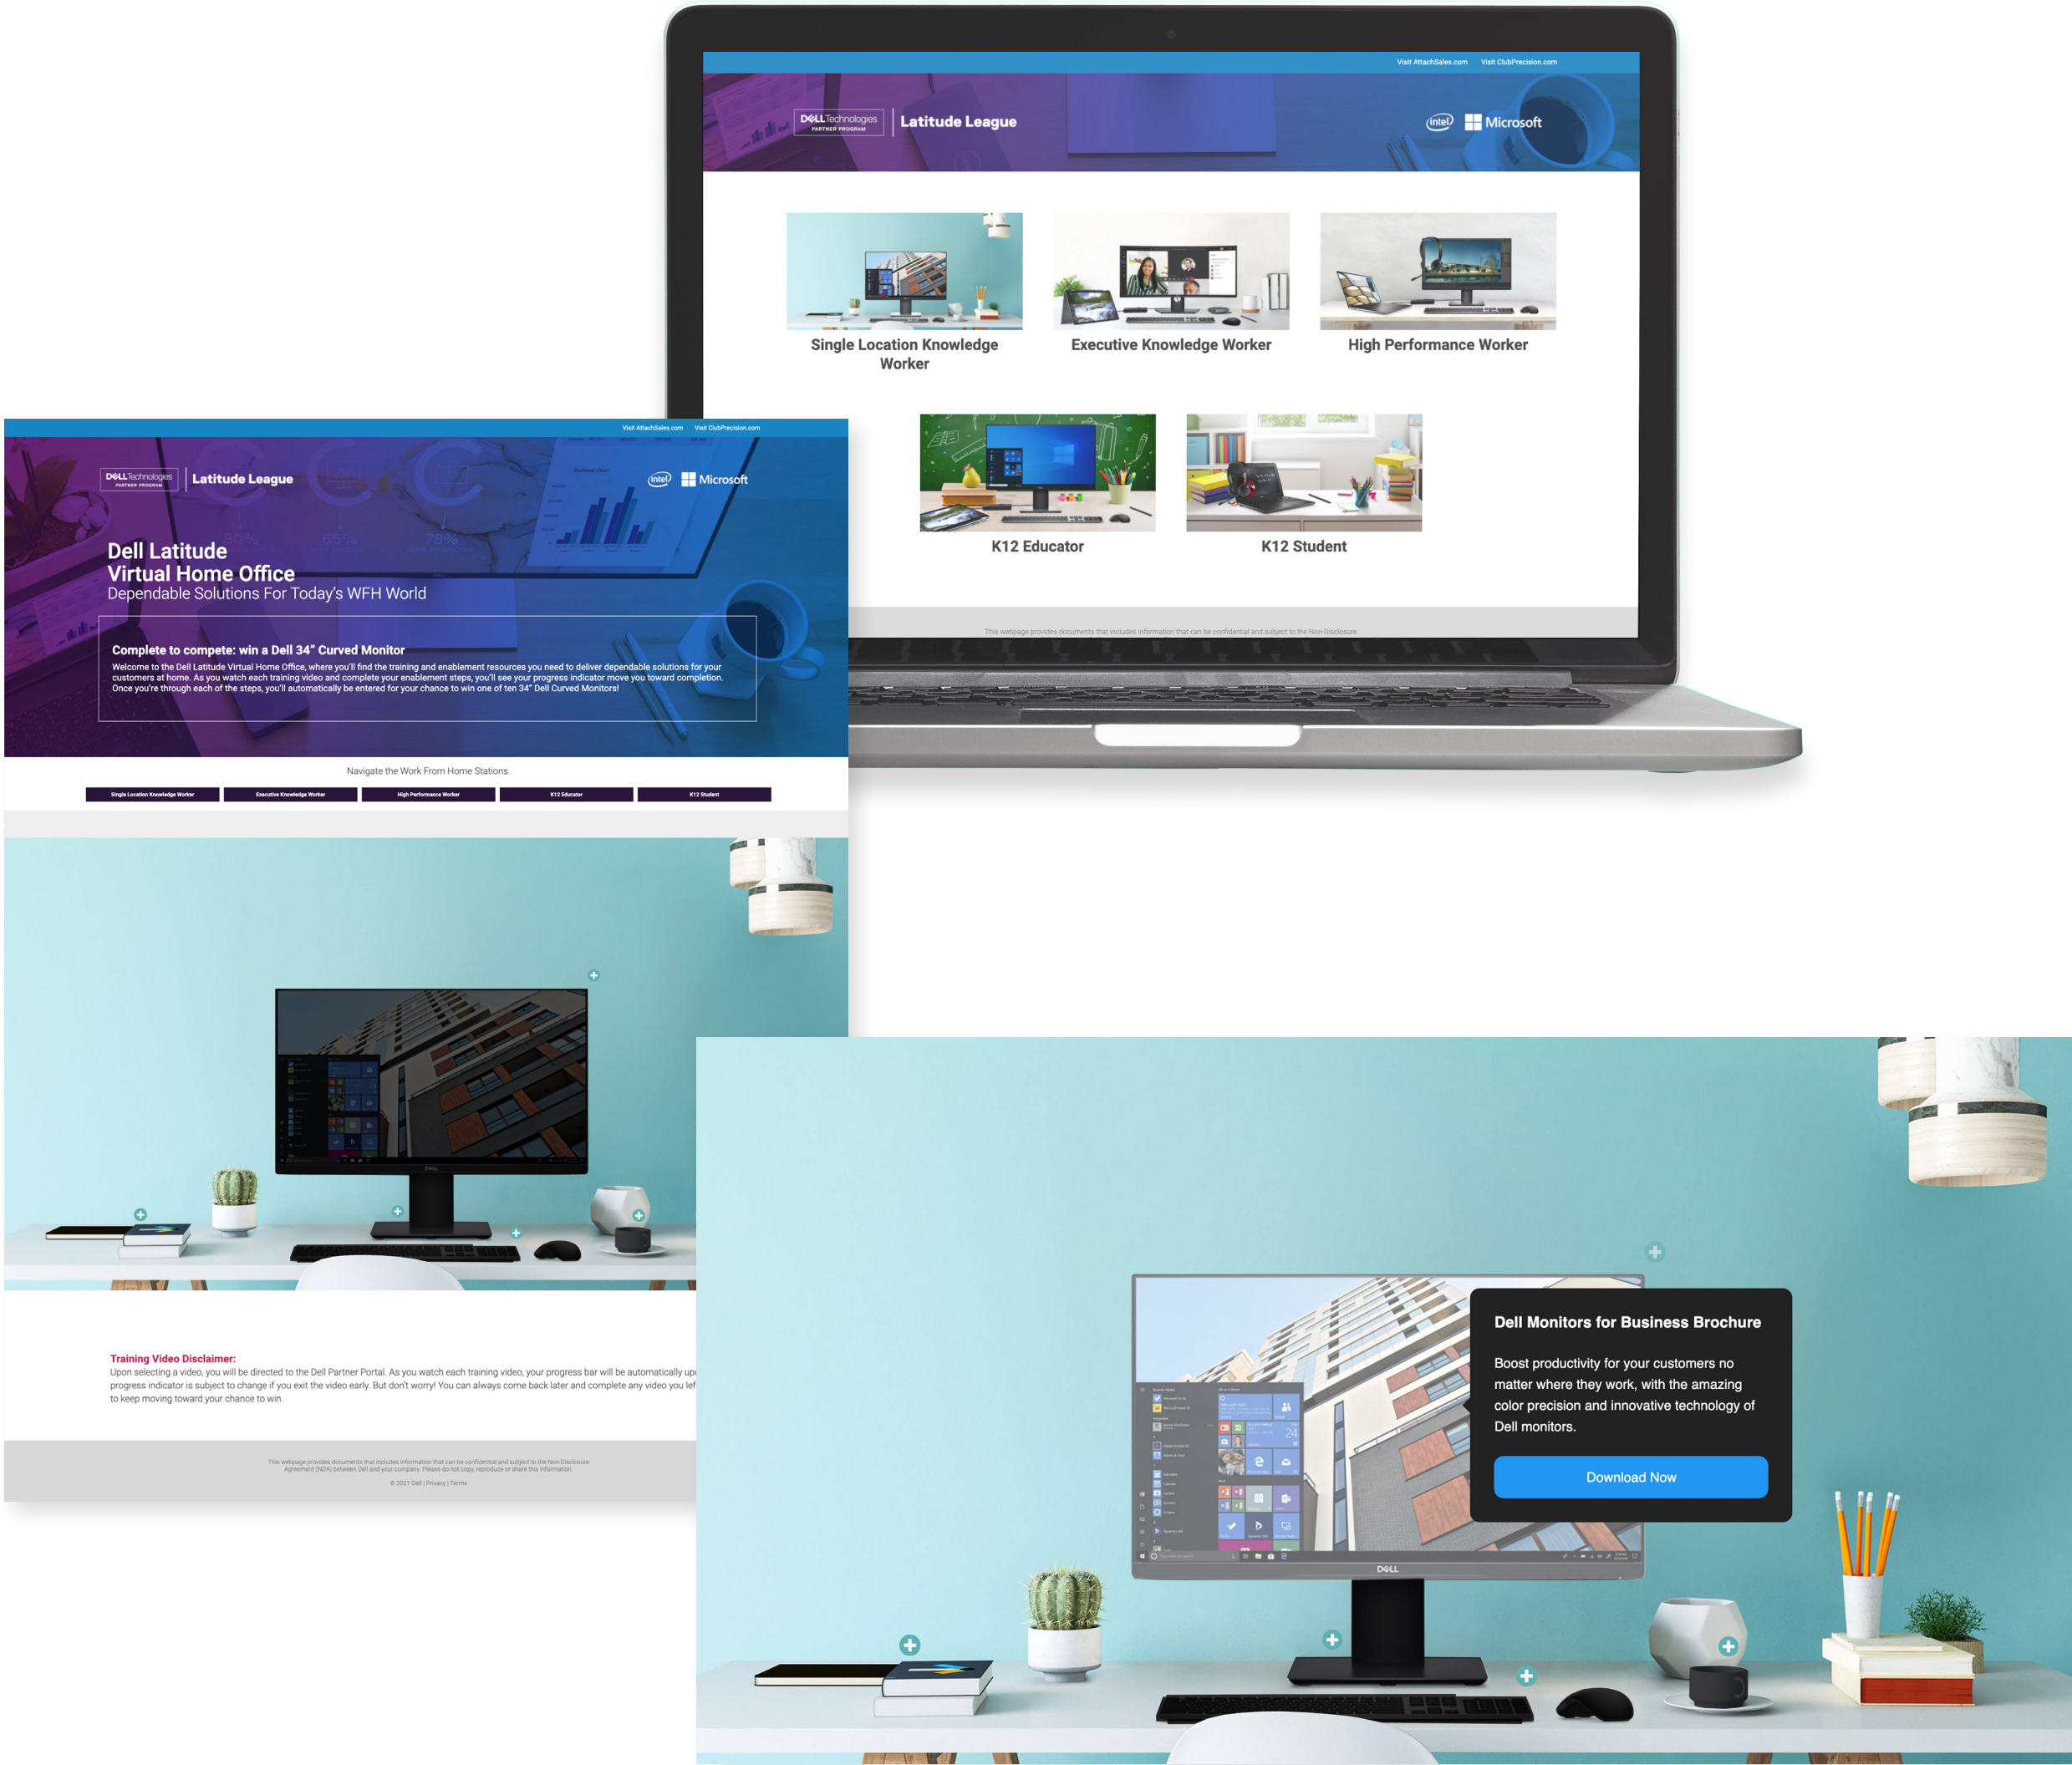 Visit AttachSales.com Visit ClubPrecision.com
DELL Technologies
PARTNER PROGRAM
Latitude League
intel Microsoft
Single Location Knowledge
Worker
Executive Knowledge Worker
High Performance Worker
K12 Educator
K12 Student
This webpage provides documents that includes information that can be confidential and subject to the Non-Disclosure
Visit AttachSales.com Visit ClubPrecision.com
DELL Technologies
PARTNER PROGRAM
Latitude League
intel Microsoft
Business Chart
65% 78%
Dell Latitude
Virtual Home Office
Dependable Solutions For Today's WFH World
Complete to compete: win a Dell 34” Curved Monitor
Welcome to the Dell Latitude Virtual Home Office, where you'll find the training and enablement resources you need to deliver dependable solutions for your
customers at home. As you watch each training video and complete your enablement steps, you'll see your progress indicator move you toward completion.
Once you're through each of the steps, you'll automatically be entered for your chance to win one of ten 34” Dell Curved Monitors!
Navigate the Work From Home Stations.
Single Location Knowledge Worker
Executive Knowledge Worker
High Performance Worker
K12 Educator
K12 Student
DELL
Training Video Disclaimer:
Upon selecting a video, you will be directed to the Dell Partner Portal. As you watch each training video, your progress bar will be automatically up
progress indicator is subject to change if you exit the video early. But don't worry! You can always come back later and complete any video you lef
to keep moving toward your chance to win.
This webpage provides documents that includes information that can be confidential and subject to the Non-Disclosure
Agreement (NDA) between Dell and your company. Please do not copy, reproduce or share this information.
© 2021 Dell | Privacy | Terms
Dell Monitors for Business Brochure
Boost productivity for your customers no
matter where they work, with the amazing
color precision and innovative technology of
Dell monitors.
Download Now
24
DELL